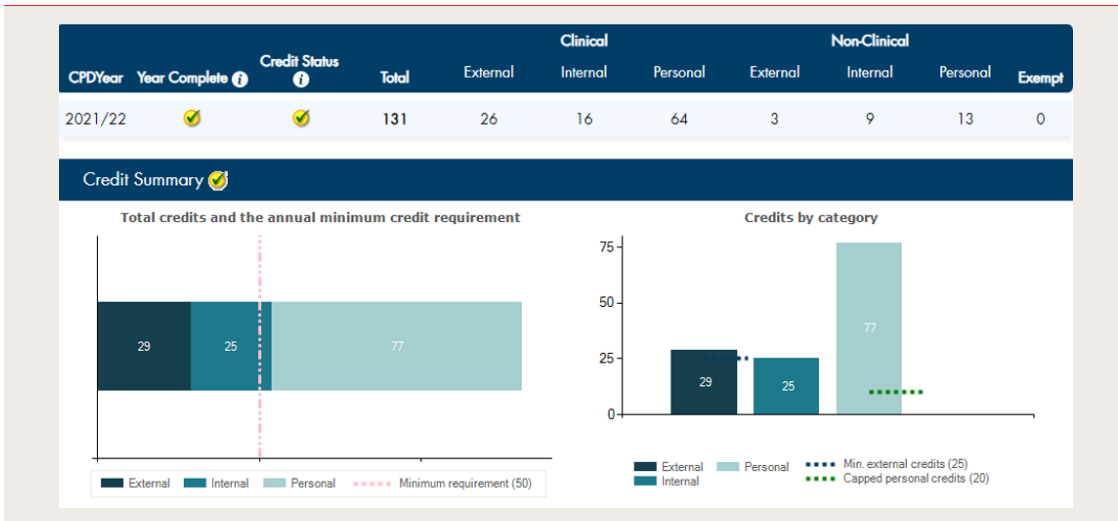 Clinical Non-Clinical
CPDYear Year Complete i Credit Status i Total External Internal Personal External Internal Personal Exempt
2021/22 131 26 16 64 3 9 13 0
Credit Summary
Total credits and the annual minimum credit requirement
29 25 77
External Internal Personal Minimum requirement (50)
Credits by category
75
50
25
0
29 25 77
External Personal Min. external credits (25)
Internal Capped personal credits (20)